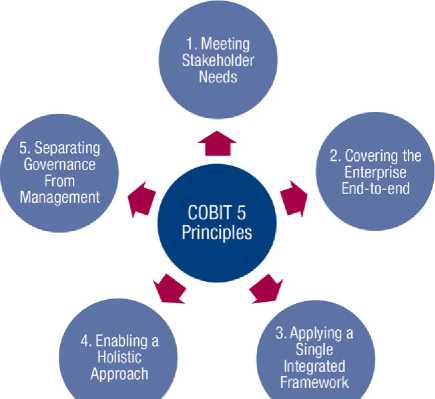 1. Meeting
Stakeholder
Needs
5. Separating
Governance
From
Management
2. Covering the
Enterprise
End-to-end
COBIT 5
Principles
4. Enabling a
Holistic
Approach
3. Applying a
Single
Integrated
Framework